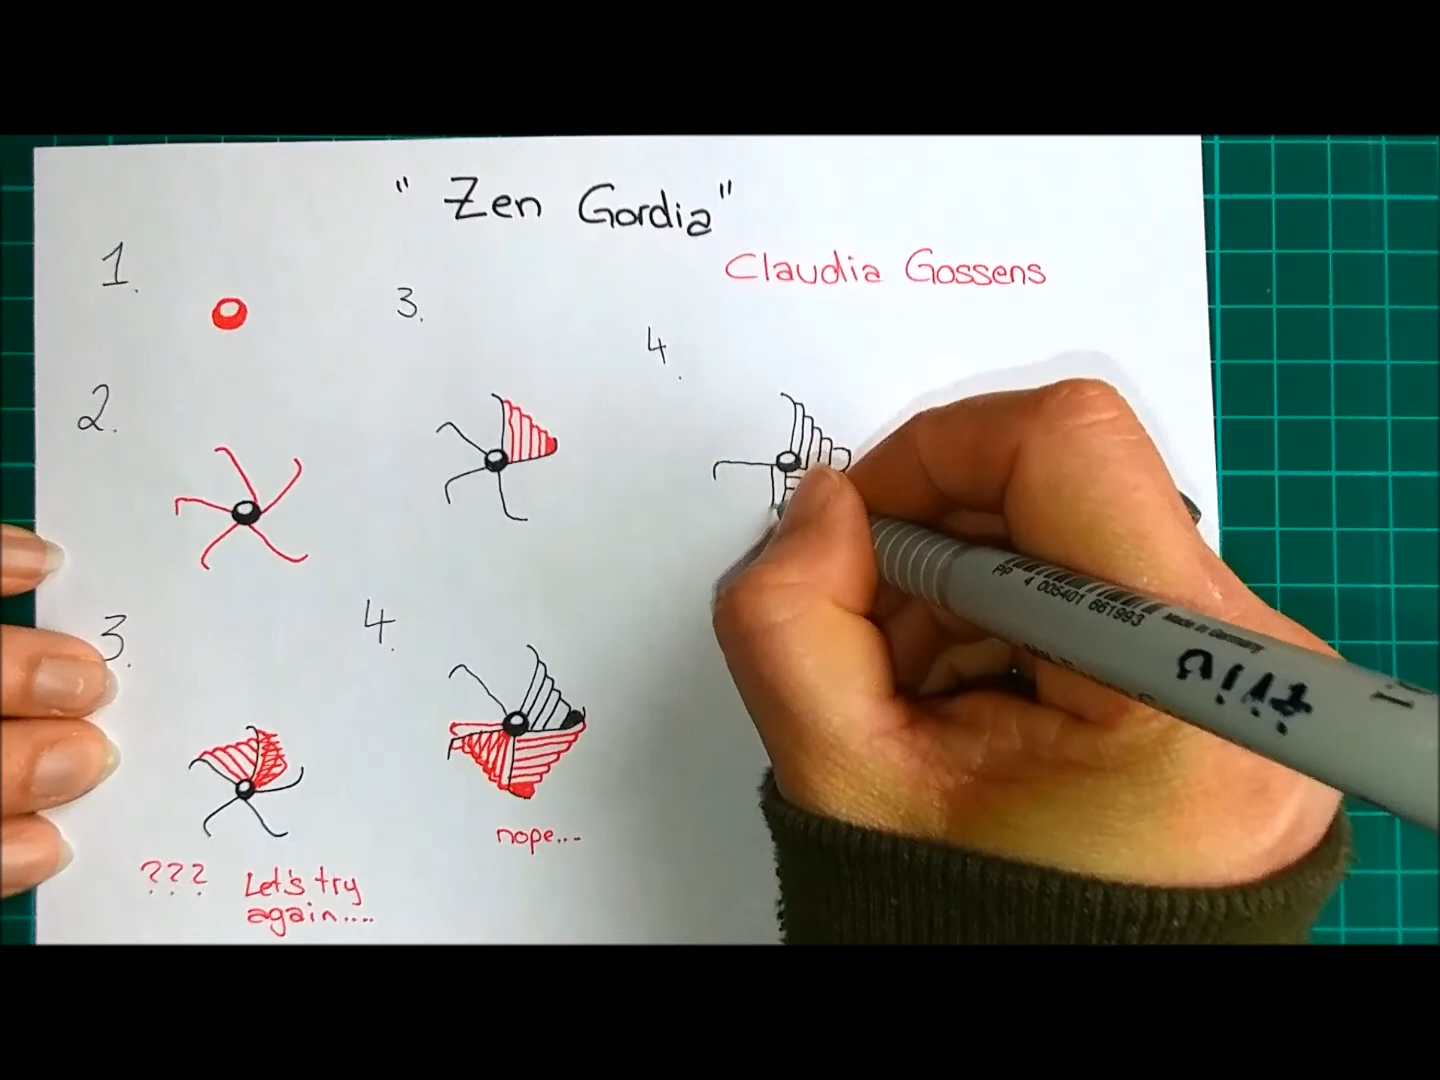 " Zen Gordia"
Claudia Gossens
1.
3.
4.
2.
3.
4.
nope...
??? Let's try
again....
PP 4 005401 661993 Made in Germany